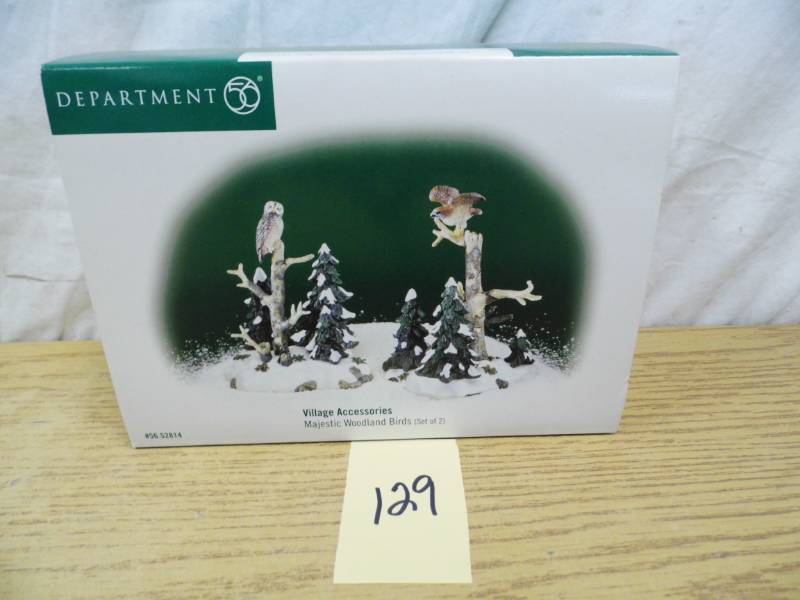 DEPARTMENT 56®
Village Accessories
Majestic Woodland Birds (Set of 2)
#56.52814
129